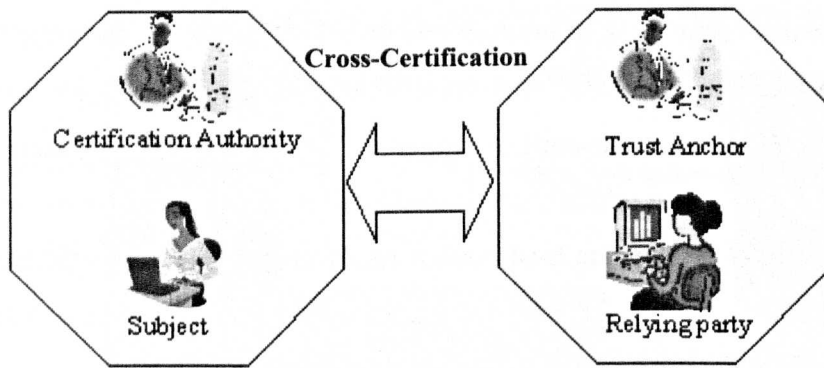 Cross-Certification
Certification Authority
Trust Anchor
Subject
Relying party